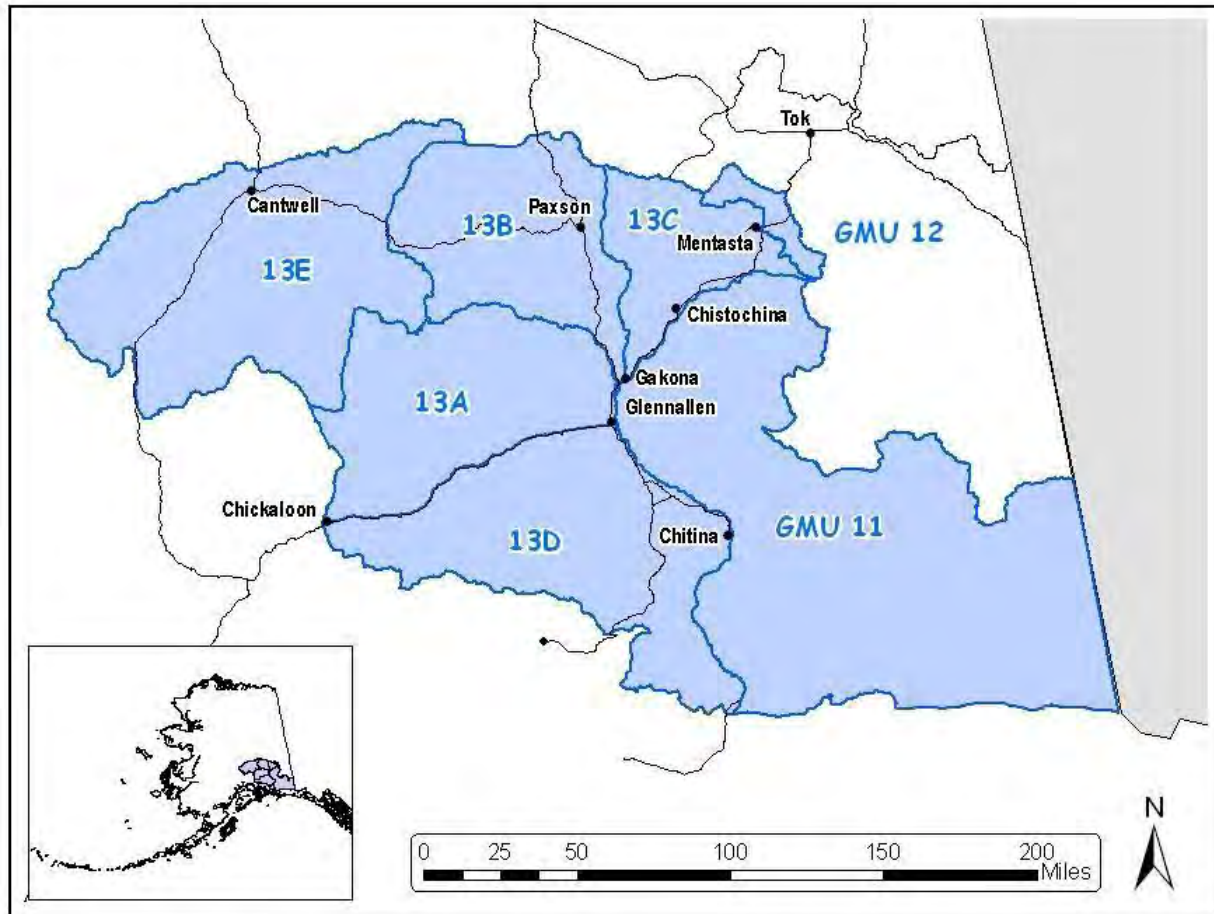 Tok
Cantwell
Paxson
13B
13C
Mentasta
GMU 12
13E
Chistochina
Gakona
13A
Glennallen
Chickaloon
13D
Chitina
GMU 11
N
0 25 50 100 150 200
Miles